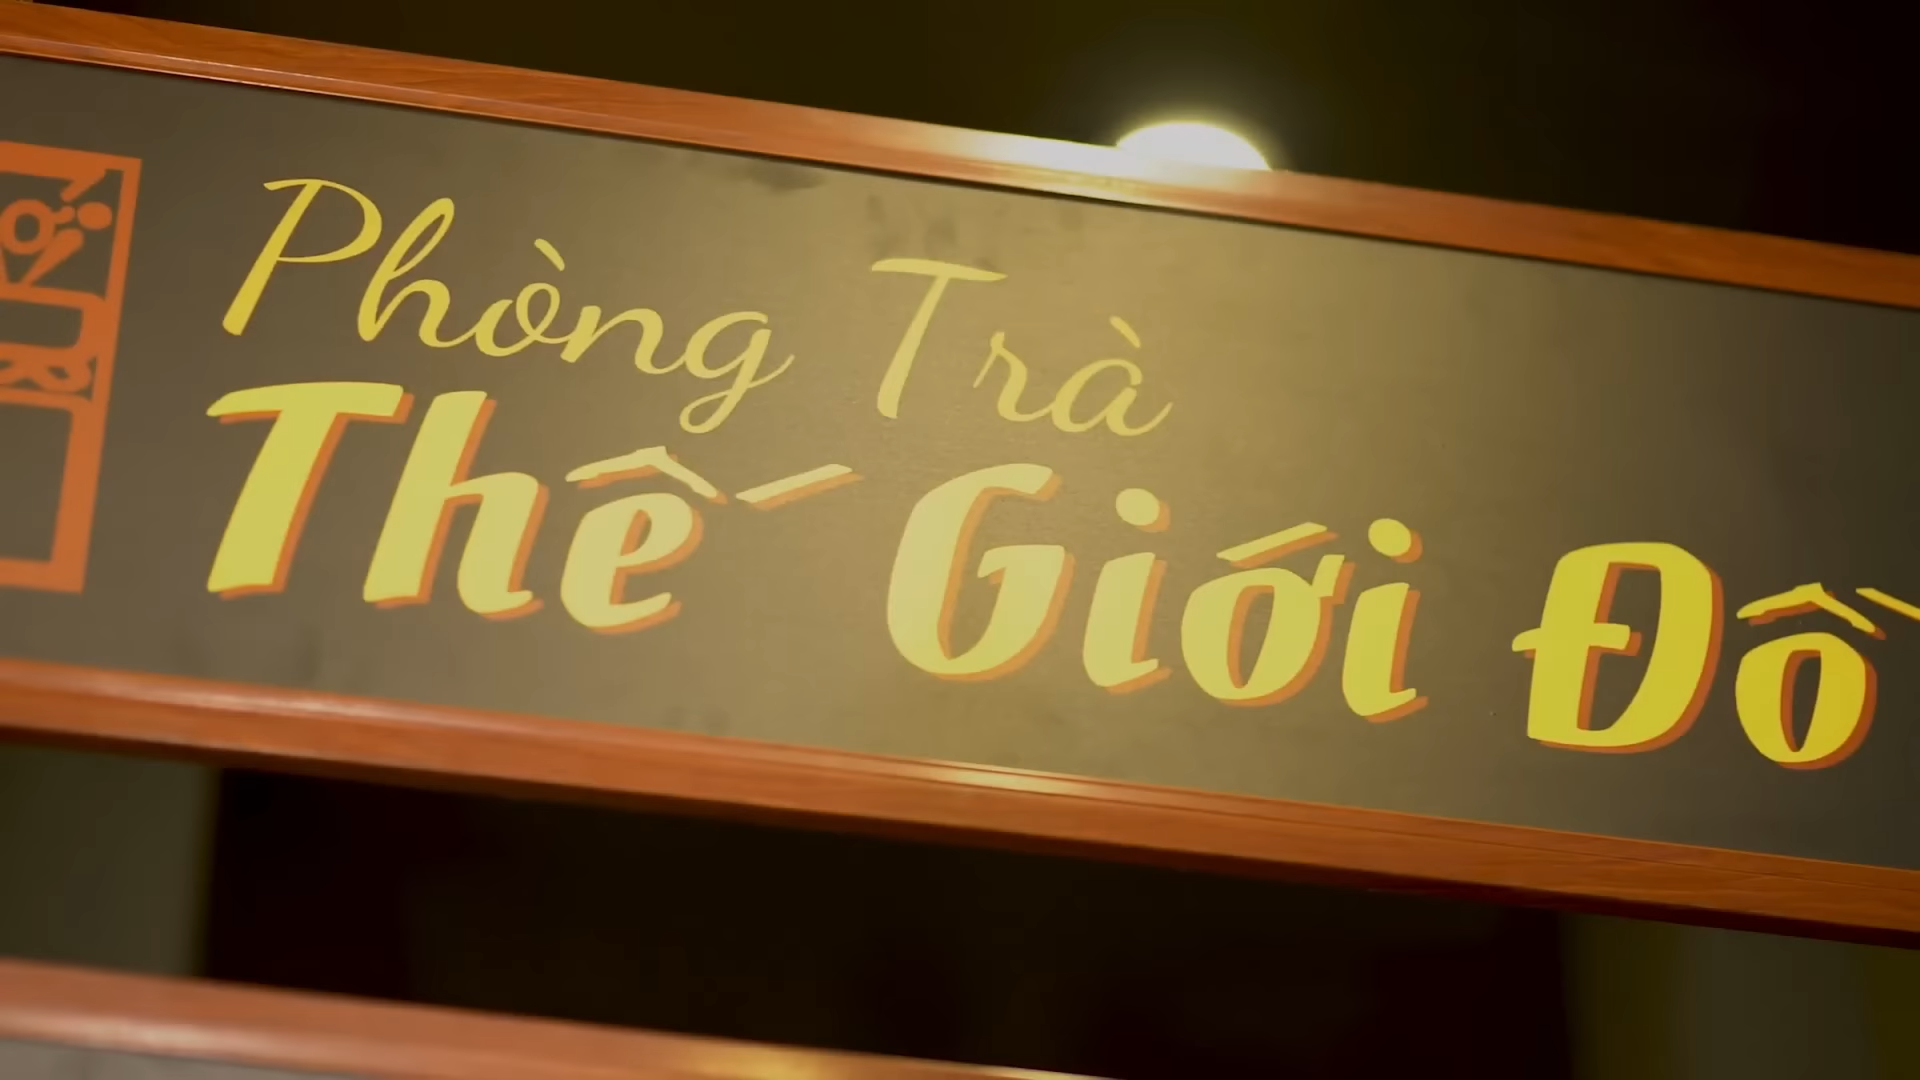 Phòng Trà
Thế Giới Đồ